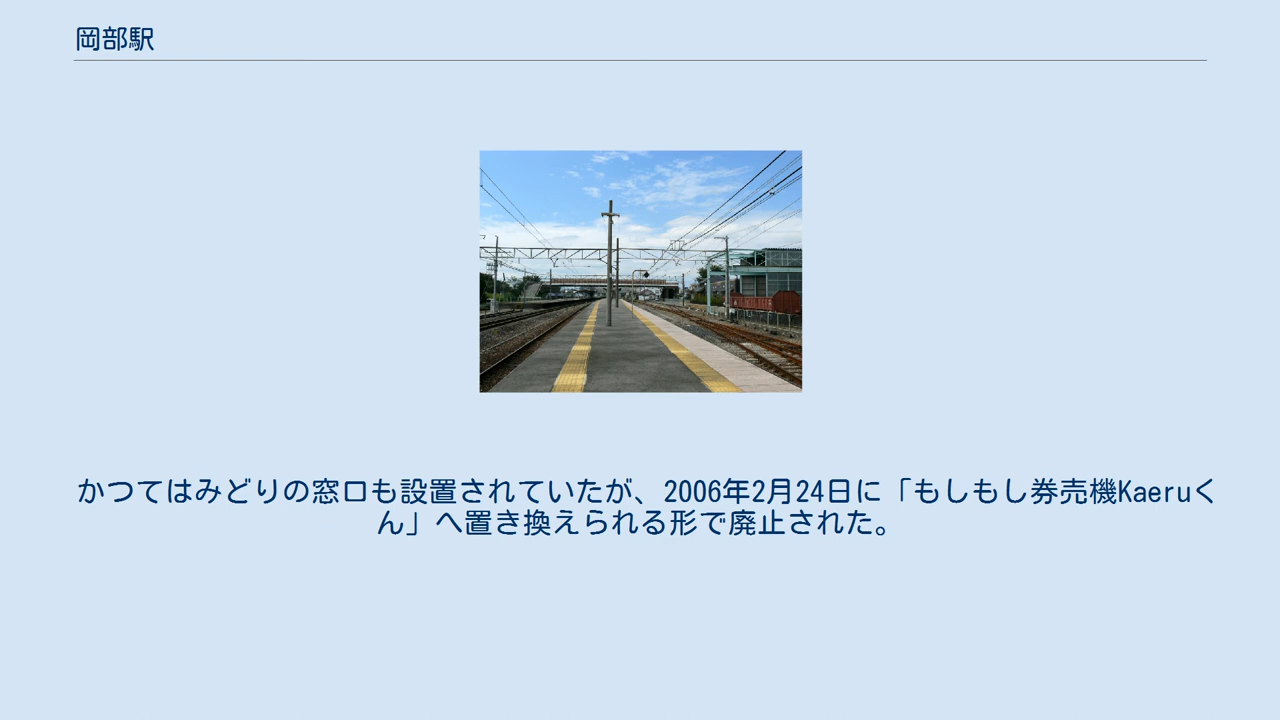 岡部駅
かつてはみどりの窓口も設置されていたが、2006年2月24日に「もしもし券売機Kaeruく
ん」へ置き換えられる形で廃止された。